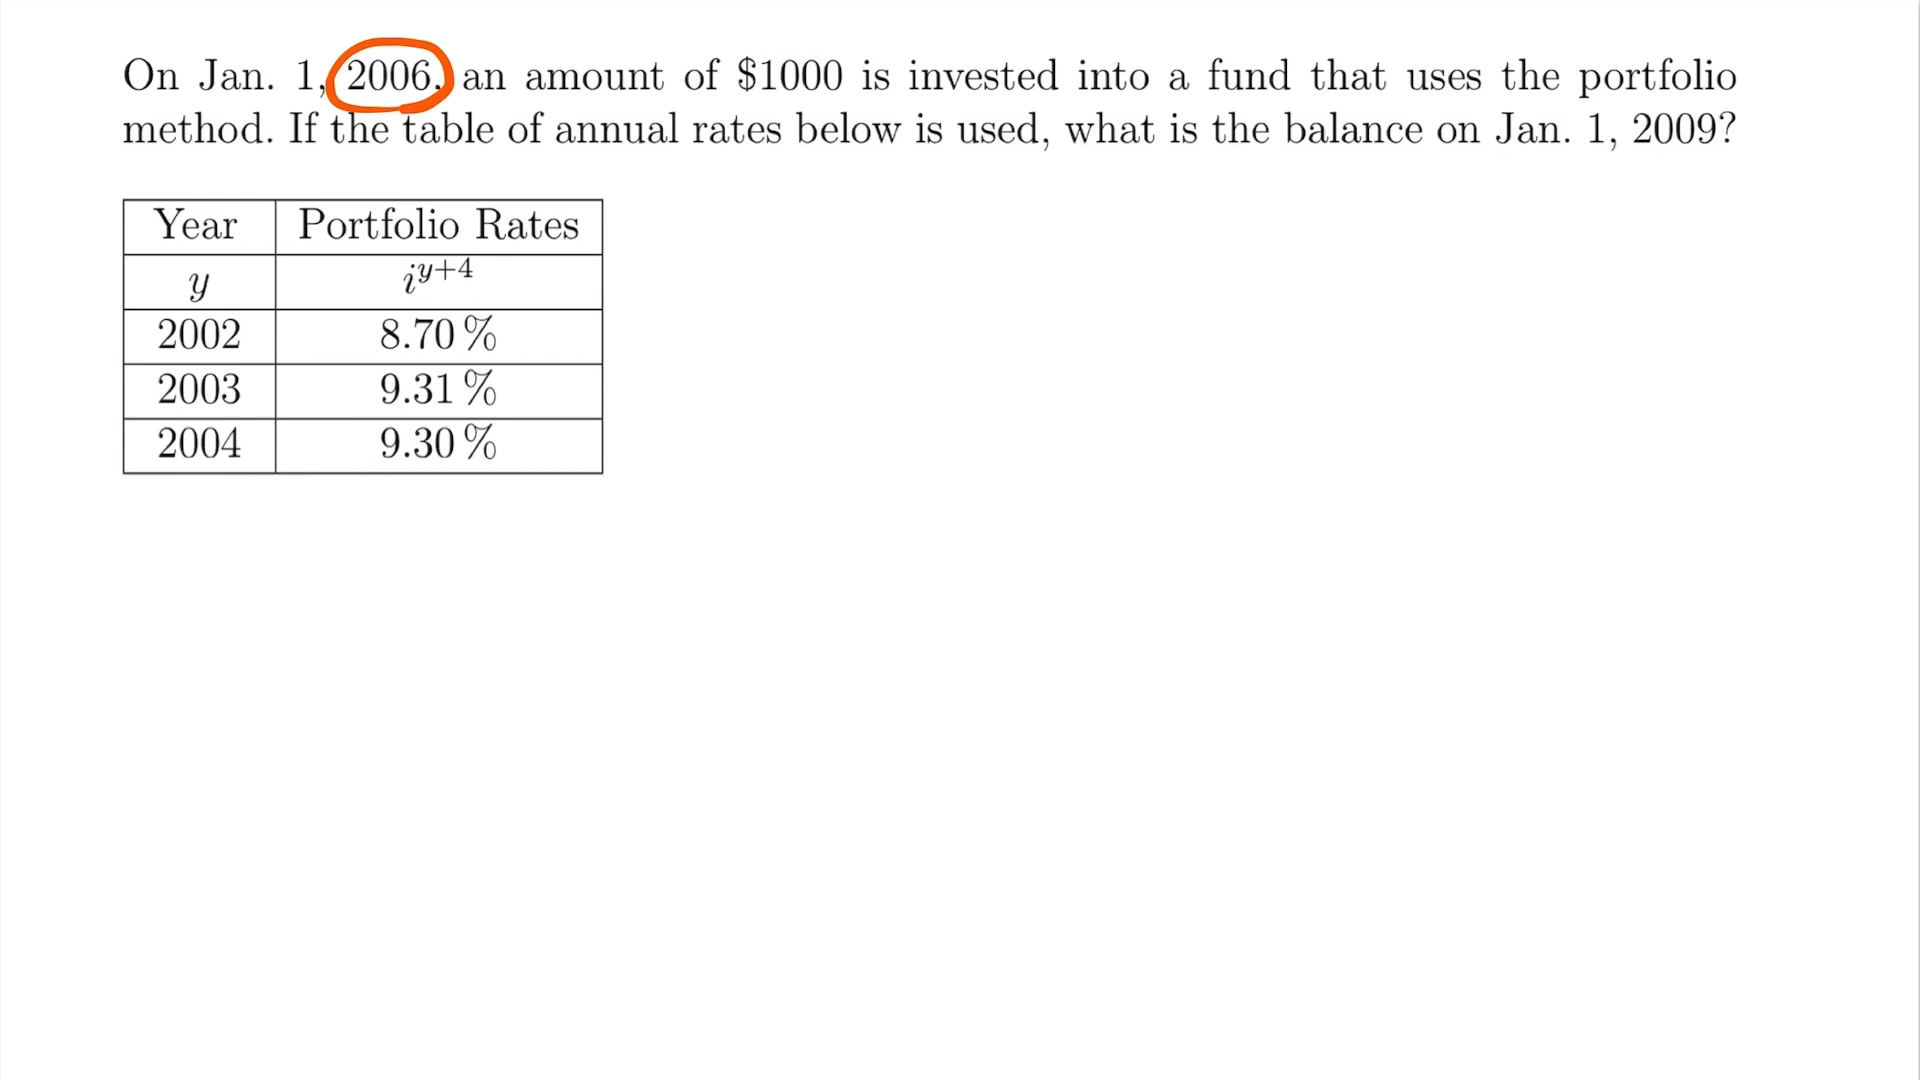 On Jan. 1, 2006, an amount of $1000 is invested into a fund that uses the portfolio
method. If the table of annual rates below is used, what is the balance on Jan. 1, 2009?
Year Portfolio Rates
y i^{y+4}
2002 8.70 %
2003 9.31 %
2004 9.30 %